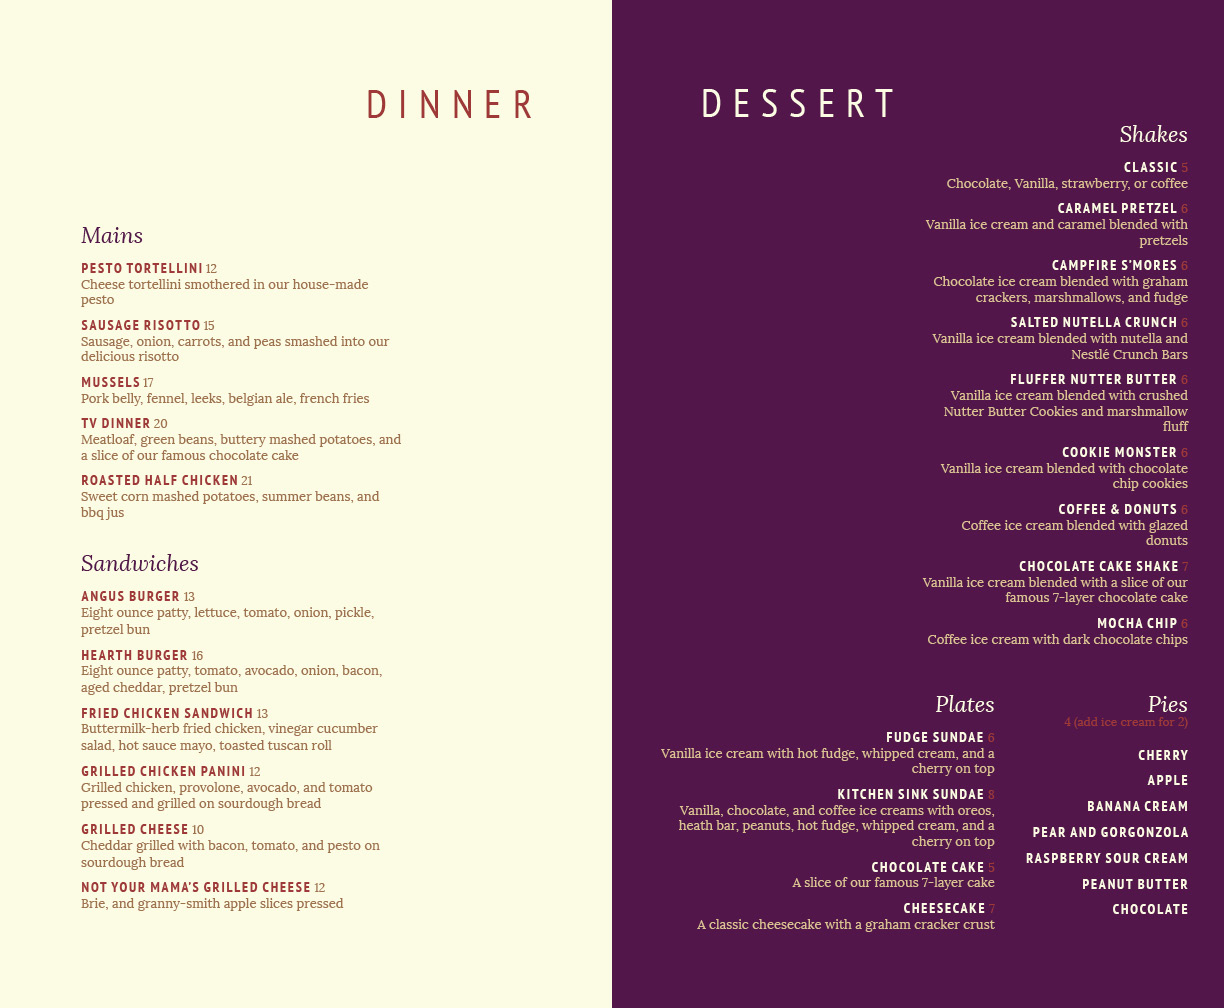 DINNER
Mains
PESTO TORTELLINI 12
Cheese tortellini smothered in our house-made
pesto
SAUSAGE RISOTTO 15
Sausage, onion, carrots, and peas smashed into our
delicious risotto
MUSSELS 17
Pork belly, fennel, leeks, belgian ale, french fries
TV DINNER 20
Meatloaf, green beans, buttery mashed potatoes, and
a slice of our famous chocolate cake
ROASTED HALF CHICKEN 21
Sweet corn mashed potatoes, summer beans, and
bbq jus
Sandwiches
ANGUS BURGER 13
Eight ounce patty, lettuce, tomato, onion, pickle,
pretzel bun
HEARTH BURGER 16
Eight ounce patty, tomato, avocado, onion, bacon,
aged cheddar, pretzel bun
FRIED CHICKEN SANDWICH 13
Buttermilk-herb fried chicken, vinegar cucumber
salad, hot sauce mayo, toasted tuscan roll
GRILLED CHICKEN PANINI 12
Grilled chicken, provolone, avocado, and tomato
pressed and grilled on sourdough bread
GRILLED CHEESE 10
Cheddar grilled with bacon, tomato, and pesto on
sourdough bread
NOT YOUR MAMA'S GRILLED CHEESE 12
Brie, and granny-smith apple slices pressed
DESSERT
Shakes
CLASSIC 5
Chocolate, Vanilla, strawberry, or coffee
CARAMEL PRETZEL 6
Vanilla ice cream and caramel blended with
pretzels
CAMPFIRE S'MORES 6
Chocolate ice cream blended with graham
crackers, marshmallows, and fudge
SALTED NUTELLA CRUNCH 6
Vanilla ice cream blended with nutella and
Nestlé Crunch Bars
FLUFFER NUTTER BUTTER 6
Vanilla ice cream blended with crushed
Nutter Butter Cookies and marshmallow
fluff
COOKIE MONSTER 6
Vanilla ice cream blended with chocolate
chip cookies
COFFEE & DONUTS 6
Coffee ice cream blended with glazed
donuts
CHOCOLATE CAKE SHAKE 7
Vanilla ice cream blended with a slice of our
famous 7-layer chocolate cake
MOCHA CHIP 6
Coffee ice cream with dark chocolate chips
Plates
FUDGE SUNDAE 6
Vanilla ice cream with hot fudge, whipped cream, and a
cherry on top
KITCHEN SINK SUNDAE 8
Vanilla, chocolate, and coffee ice creams with oreos,
heath bar, peanuts, hot fudge, whipped cream, and a
cherry on top
CHOCOLATE CAKE 5
A slice of our famous 7-layer cake
CHEESECAKE 7
A classic cheesecake with a graham cracker crust
Pies
4 (add ice cream for 2)
CHERRY
APPLE
BANANA CREAM
PEAR AND GORGONZOLA
RASPBERRY SOUR CREAM
PEANUT BUTTER
CHOCOLATE